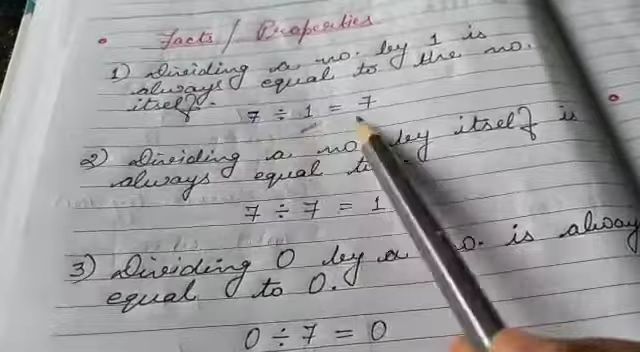 • Facts / Properties
1) Dividing a no. by 1 is
always equal to the no.
itself.
7 ÷ 1 = 7
2) Dividing a no. by itself is
always equal to
7 ÷ 7 = 1
3) Dividing 0 by a no. is always
equal to 0.
0 ÷ 7 = 0